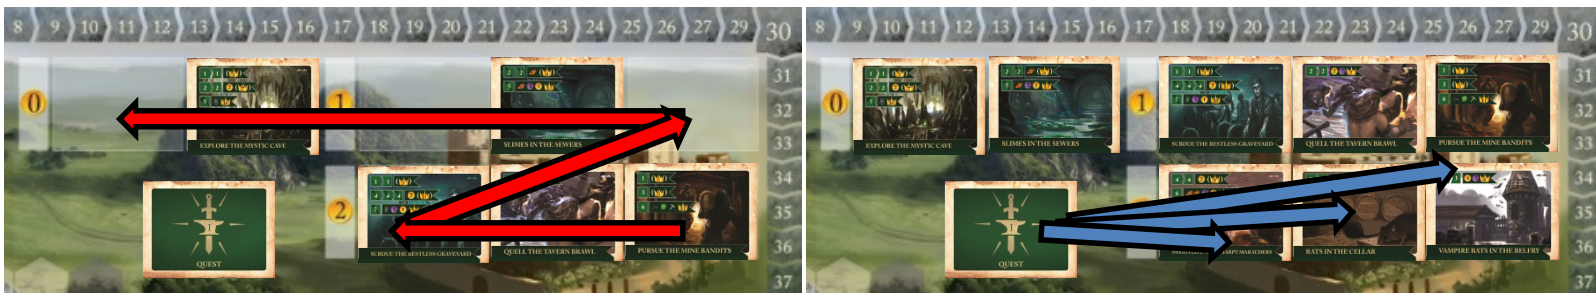 8 9 10 11 12 13 14 15 16 17 18 19 20 21 22 23 24 25 26 27 28 29 30
31
0 1 32
EXPLORE THE MYSTIC CAVE SLIMES IN THE SEWERS 33
34
2 35
1
36
QUEST SUBDUE THE RESTLESS GRAVEYARD QUELL THE TAVERN BRAWL PURSUE THE MINE BANDITS
37
8 9 10 11 12 13 14 15 16 17 18 19 20 21 22 23 24 25 26 27 28 29 30
31
0 1 32
EXPLORE THE MYSTIC CAVE SLIMES IN THE SEWERS SUBDUE THE RESTLESS GRAVEYARD QUELL THE TAVERN BRAWL PURSUE THE MINE BANDITS 33
34
35
1
36
QUEST MARAUDERS RATS IN THE CELLAR VAMPIRE BATS IN THE BELFRY
37